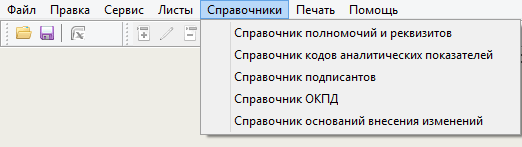 Файл Правка Сервис Листы Справочники Печать Помощь
Справочник полномочий и реквизитов
Справочник кодов аналитических показателей
Справочник подписантов
Справочник ОКПД
Справочник оснований внесения изменений